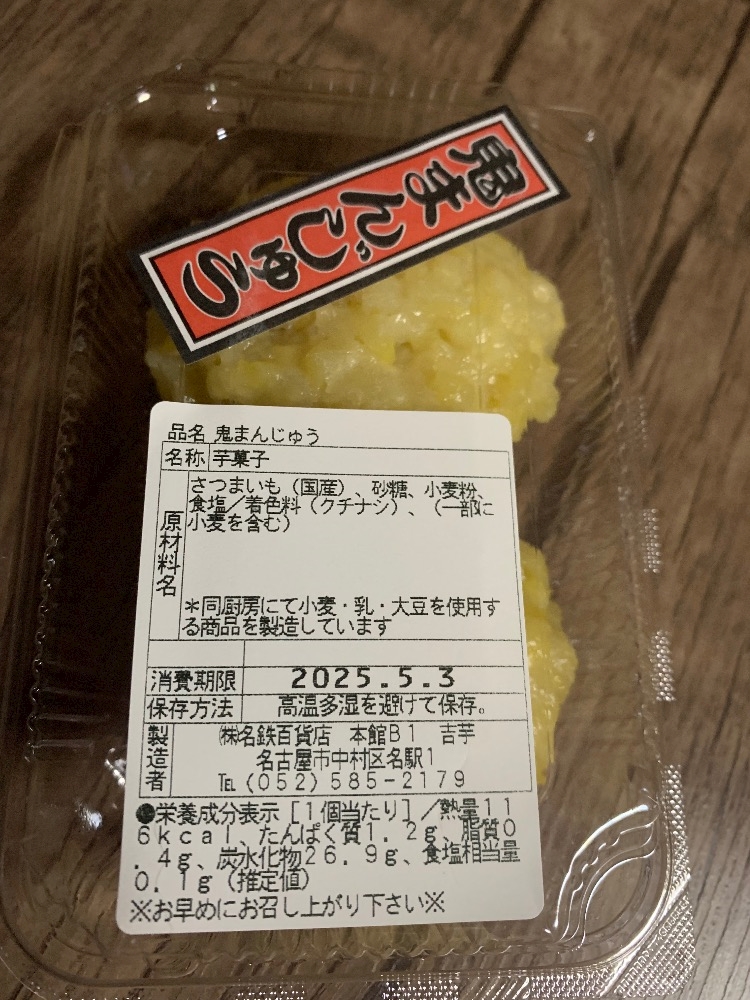 鬼まんじゅう
品名 鬼まんじゅう
名称 芋菓子
原材料名
さつまいも（国産）、砂糖、小麦粉、
食塩／着色料（クチナシ）、（一部に
小麦を含む）
＊同厨房にて小麦・乳・大豆を使用す
る商品を製造しています
消費期限 2025.5.3
保存方法 高温多湿を避けて保存。
製造者
㈱名鉄百貨店 本館Ｂ１ 吉芋
名古屋市中村区名駅１
℡（０５２）５８５－２１７９
●栄養成分表示［１個当たり］／熱量１１
６ｋｃａｌ、たんぱく質１．２ｇ、脂質０
．４ｇ、炭水化物２６．９ｇ、食塩相当量
０．１ｇ（推定値）
※お早めにお召し上がり下さい※